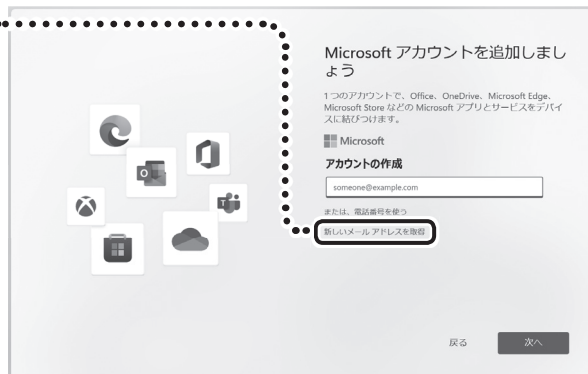 Microsoft アカウントを追加しまし
ょう
1 つのアカウントで、Office、OneDrive、Microsoft Edge、
Microsoft Store などの Microsoft アプリとサービスをデバイ
スに結びつけます。
Microsoft
アカウントの作成
someone@example.com
または、電話番号を使う
新しいメール アドレスを取得
戻る
次へ